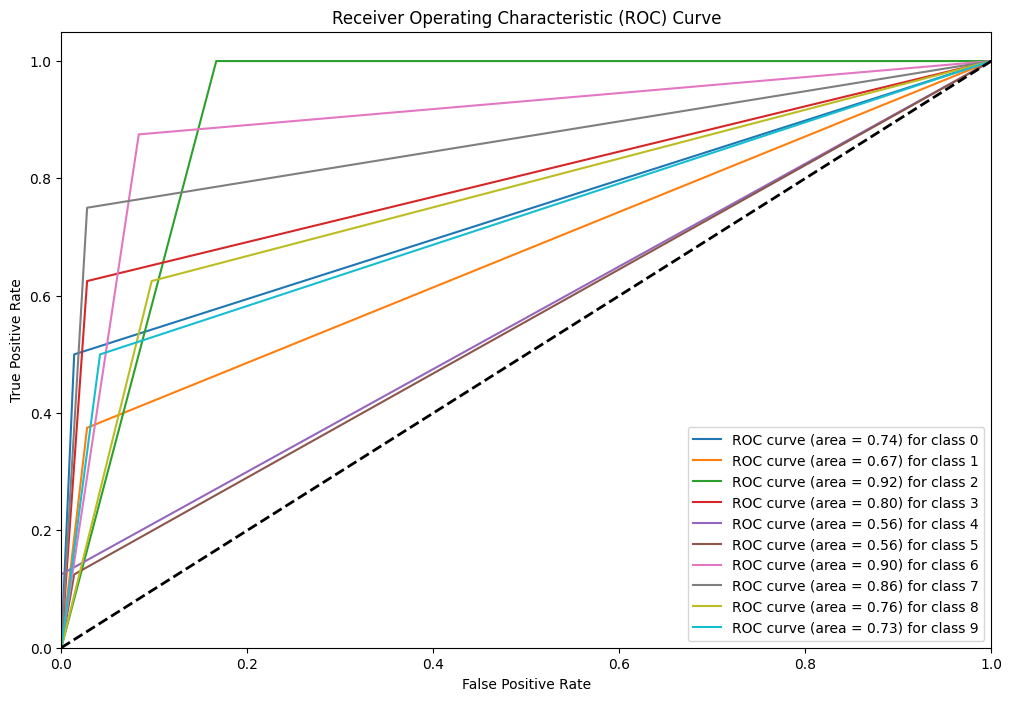 Receiver Operating Characteristic (ROC) Curve
1.0
0.8
0.6
0.4
0.2
0.0
True Positive Rate
0.0 0.2 0.4 0.6 0.8 1.0
False Positive Rate
ROC curve (area = 0.74) for class 0
ROC curve (area = 0.67) for class 1
ROC curve (area = 0.92) for class 2
ROC curve (area = 0.80) for class 3
ROC curve (area = 0.56) for class 4
ROC curve (area = 0.56) for class 5
ROC curve (area = 0.90) for class 6
ROC curve (area = 0.86) for class 7
ROC curve (area = 0.76) for class 8
ROC curve (area = 0.73) for class 9